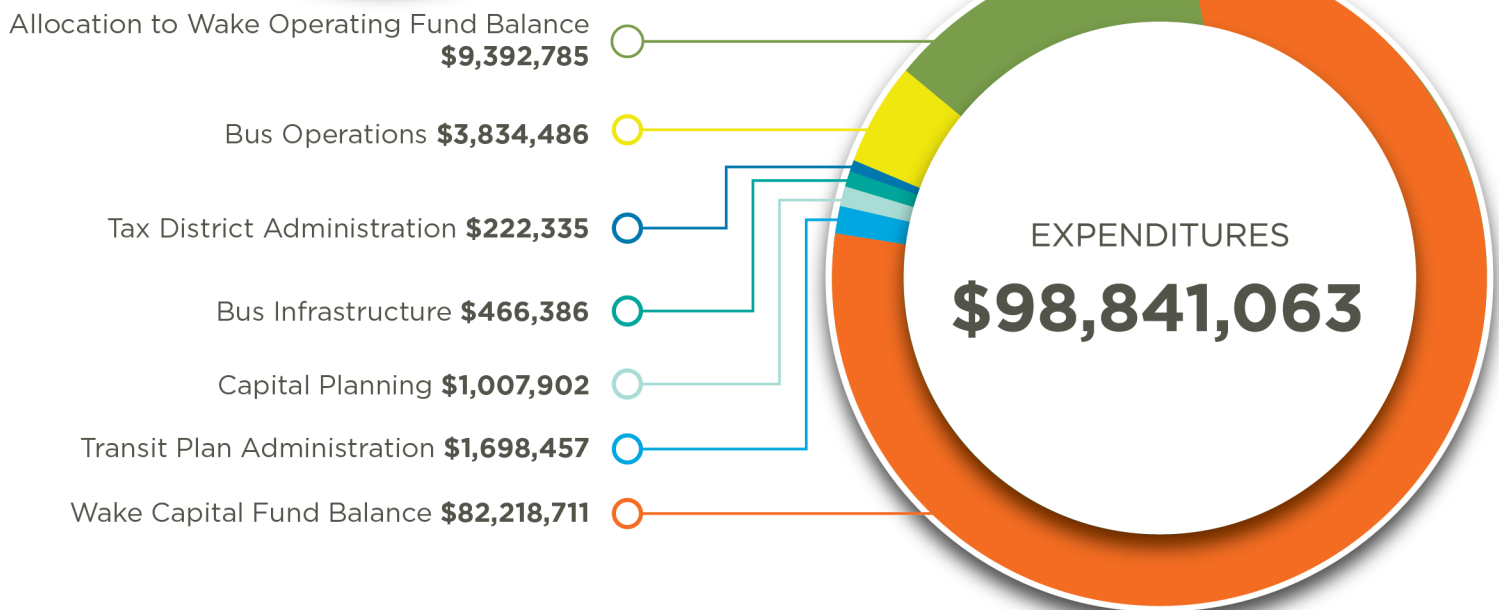 Allocation to Wake Operating Fund Balance
$9,392,785
Bus Operations $3,834,486
Tax District Administration $222,335
Bus Infrastructure $466,386
Capital Planning $1,007,902
Transit Plan Administration $1,698,457
Wake Capital Fund Balance $82,218,711
EXPENDITURES
$98,841,063